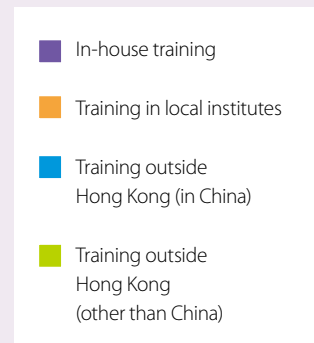 In-house training
Training in local institutes
Training outside
Hong Kong (in China)
Training outside
Hong Kong
(other than China)